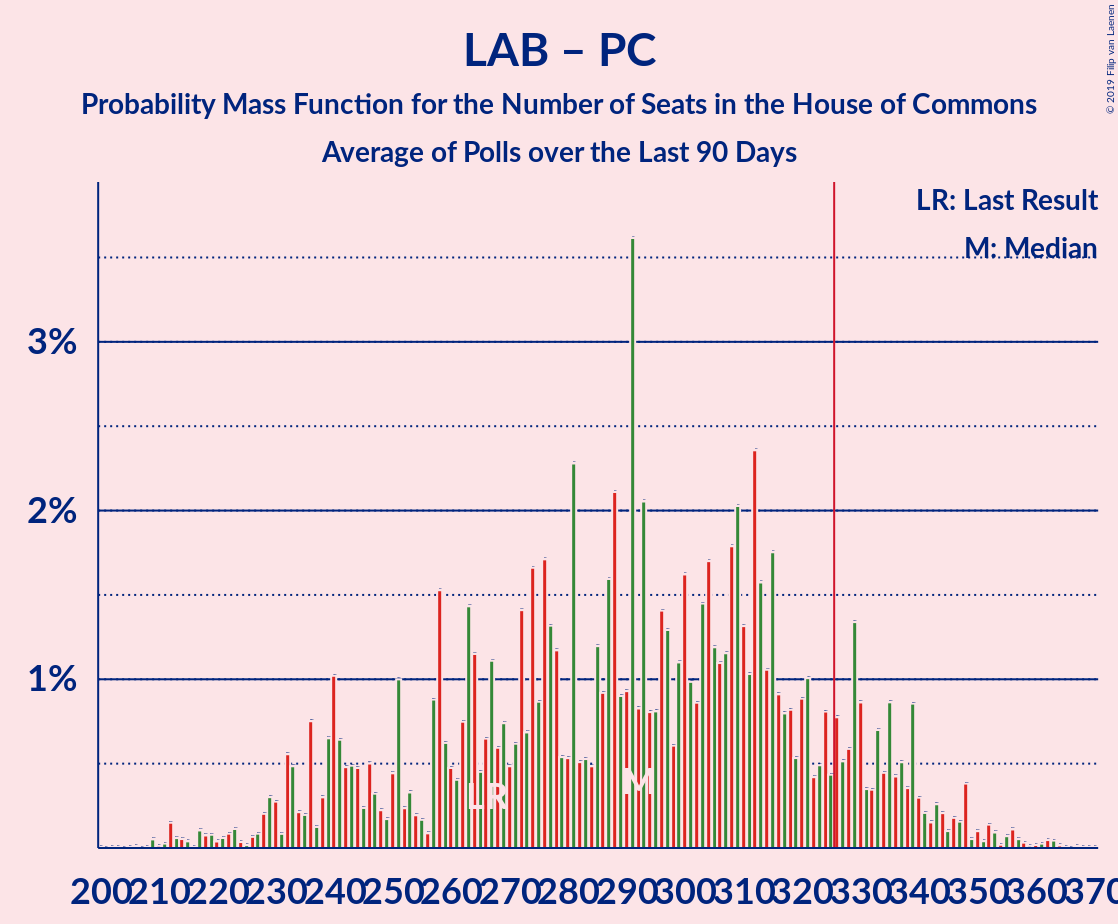 LAB – PC
Probability Mass Function for the Number of Seats in the House of Commons
Average of Polls over the Last 90 Days
© 2019 Filip van Laenen
LR: Last Result
M: Median
3%
2%
1%
LR
M
200 210 220 230 240 250 260 270 280 290 300 310 320 330 340 350 360 370